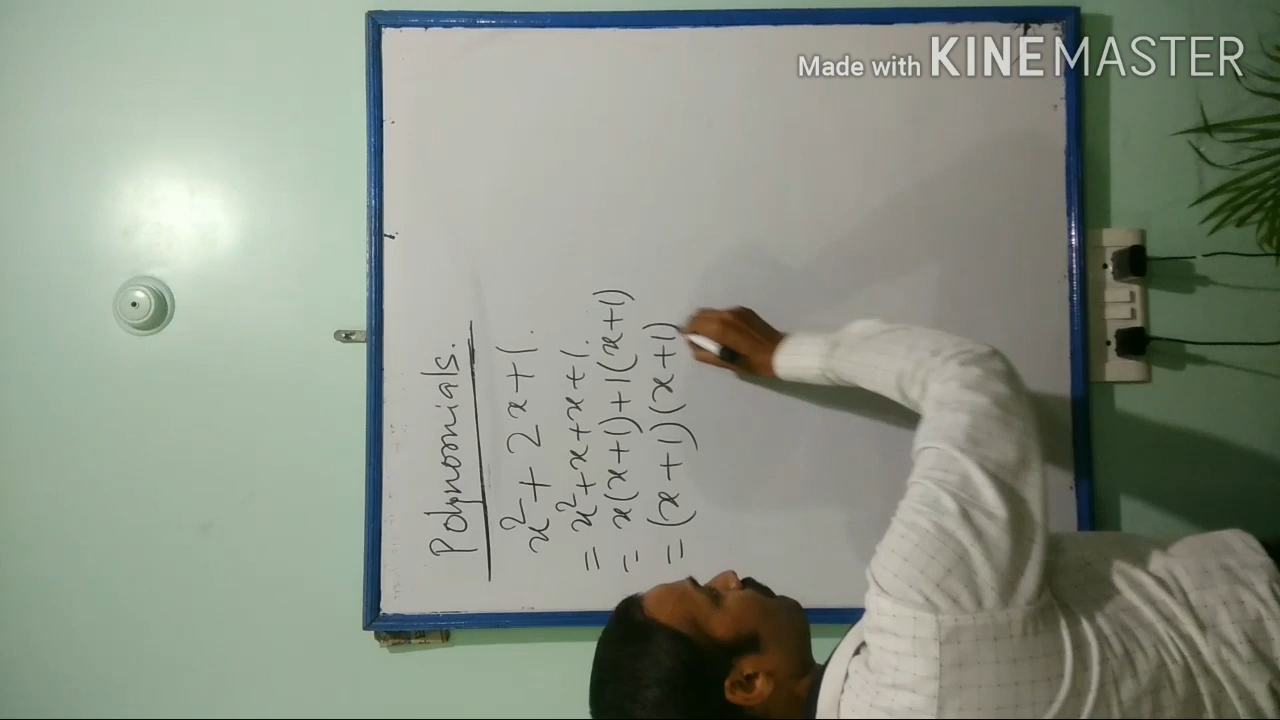 Made with KINEMASTER
Polynomials.
x² + 2x + 1.
= x² + x + x + 1.
= x(x+1) + 1(x+1)
= (x+1)(x+1)